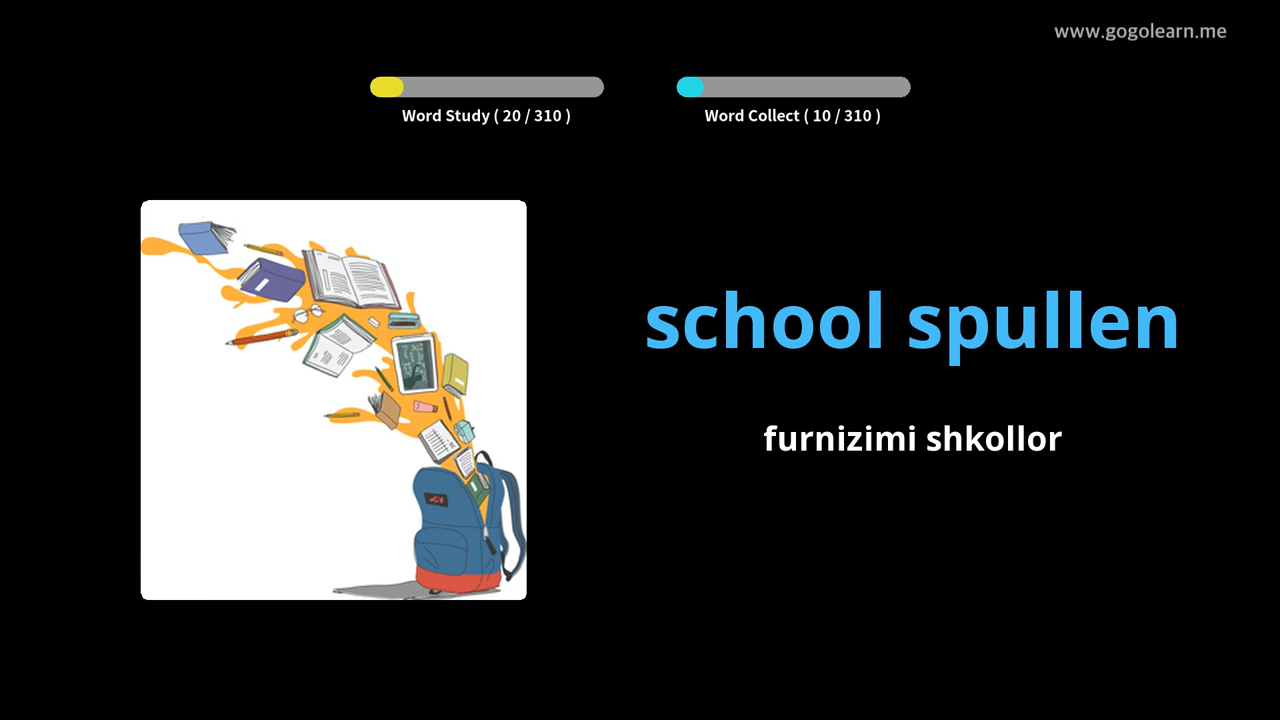 www.gogolearn.me
Word Study ( 20 / 310 )
Word Collect ( 10 / 310 )
school spullen
furnizimi shkollor